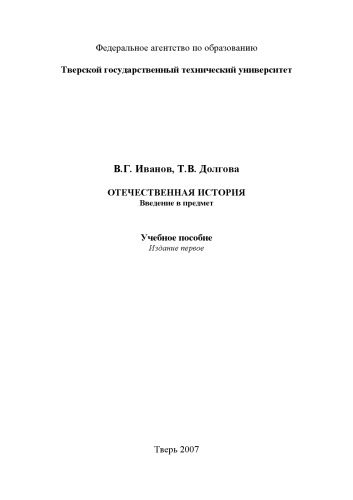 Федеральное агентство по образованию
Тверской государственный технический университет
В.Г. Иванов, Т.В. Долгова
ОТЕЧЕСТВЕННАЯ ИСТОРИЯ
Введение в предмет
Учебное пособие
Издание первое
Тверь 2007